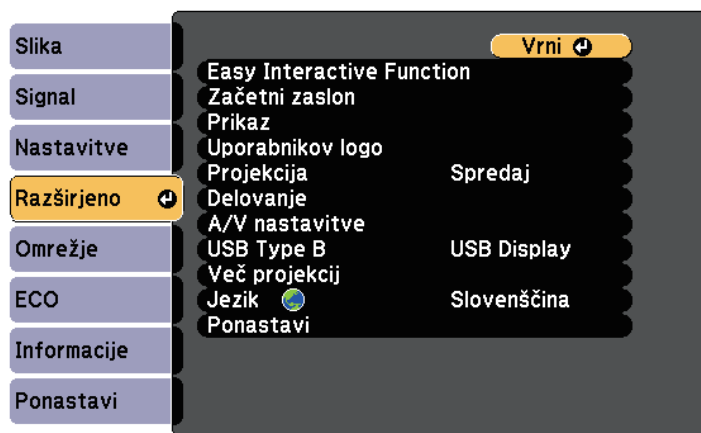 Slika
Signal
Nastavitve
Razširjeno
Omrežje
ECO
Informacije
Ponastavi
Vrni
Easy Interactive Function
Začetni zaslon
Prikaz
Uporabnikov logo
Projekcija Spredaj
Delovanje
A/V nastavitve
USB Type B USB Display
Več projekcij
Jezik Slovenščina
Ponastavi